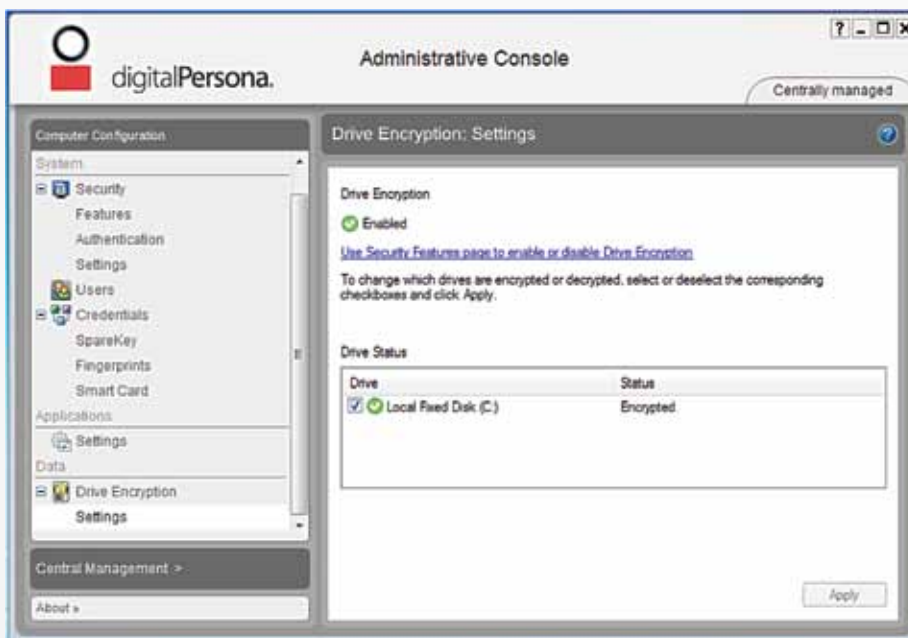 digitalPersona.
Administrative Console
Centrally managed
Computer Configuration
System
Security
Features
Authentication
Settings
Users
Credentials
SpareKey
Fingerprints
Smart Card
Applications
Settings
Data
Drive Encryption
Settings
Central Management >
About »
Drive Encryption: Settings
Drive Encryption
Enabled
Use Security Features page to enable or disable Drive Encryption
To change which drives are encrypted or decrypted, select or deselect the corresponding
checkboxes and click Apply.
Drive Status
Drive Status
Local Fixed Disk (C:) Encrypted
Apply